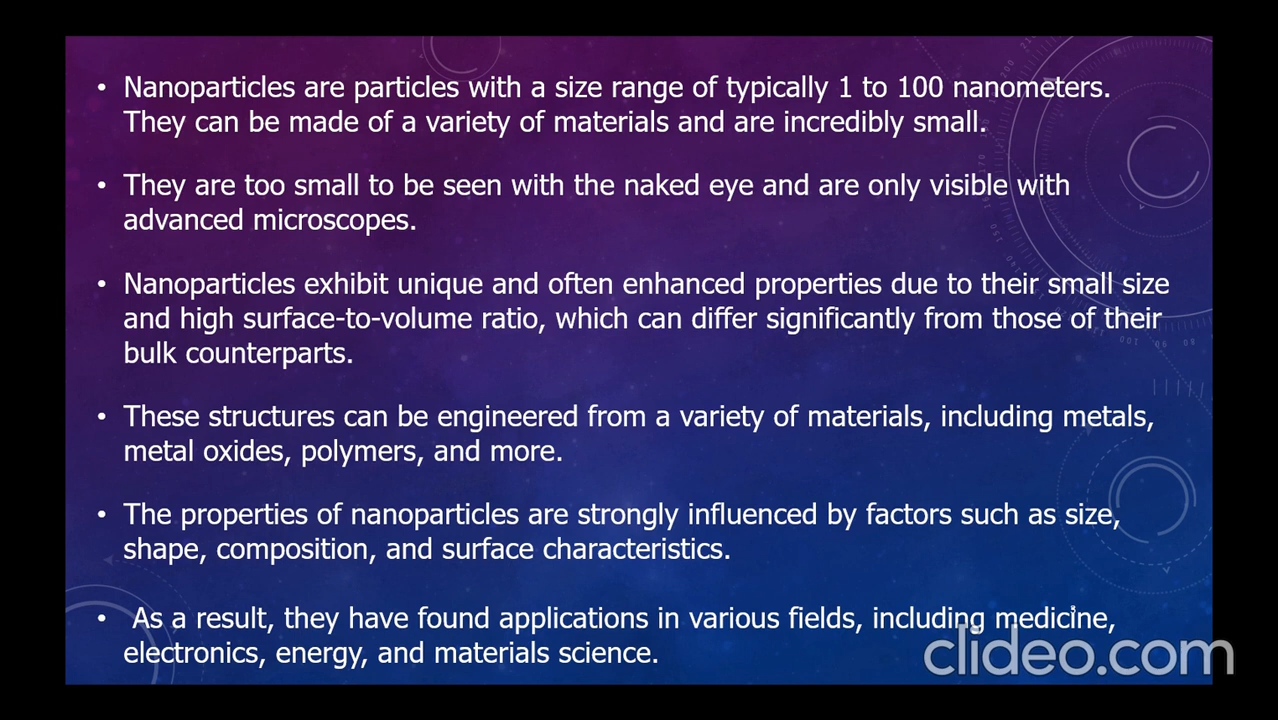 • Nanoparticles are particles with a size range of typically 1 to 100 nanometers.
They can be made of a variety of materials and are incredibly small.
• They are too small to be seen with the naked eye and are only visible with
advanced microscopes.
• Nanoparticles exhibit unique and often enhanced properties due to their small size
and high surface-to-volume ratio, which can differ significantly from those of their
bulk counterparts.
• These structures can be engineered from a variety of materials, including metals,
metal oxides, polymers, and more.
• The properties of nanoparticles are strongly influenced by factors such as size,
shape, composition, and surface characteristics.
• As a result, they have found applications in various fields, including medicine,
electronics, energy, and materials science.
clideo.com